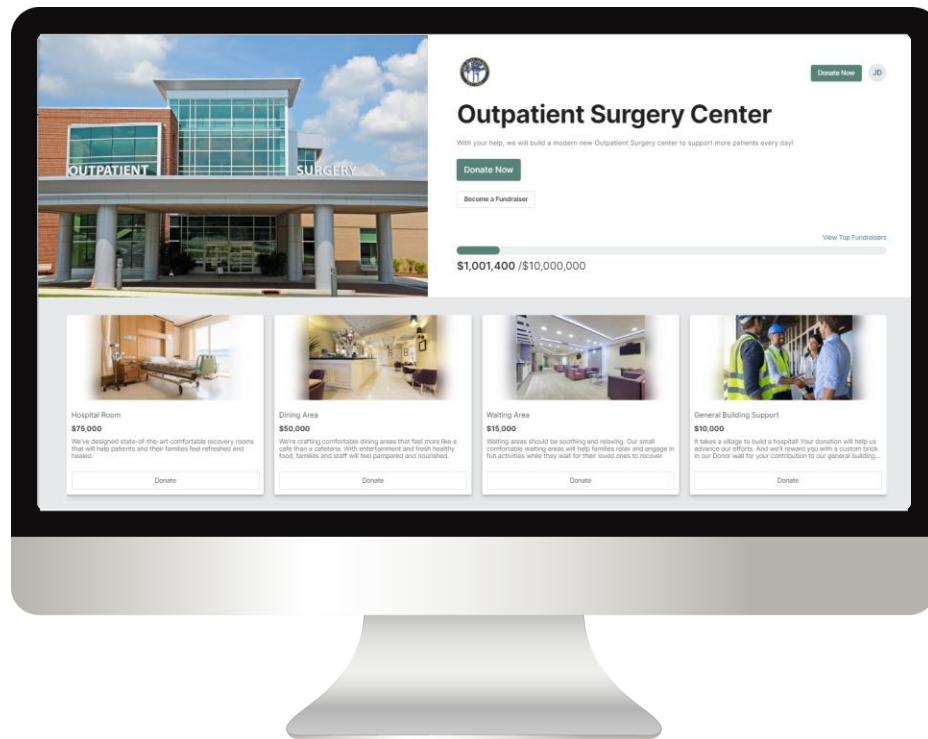 OUTPATIENT SURGERY
Donate Now JD
Outpatient Surgery Center
With your help, we will build a modern new Outpatient Surgery center to support more patients every day!
Donate Now
Become a Fundraiser
View Top Fundraisers
$1,001,400 /$10,000,000
Hospital Room
$75,000
We've designed state-of-the-art comfortable recovery rooms
that will help patients and their families feel refreshed and
healed.
Donate
Dining Area
$50,000
We're crafting comfortable dining areas that feel more like a
cafe than a cafeteria. With entertainment and fresh healthy
food, families and staff will feel pampered and nourished.
Donate
Waiting Area
$15,000
Waiting areas should be soothing and relaxing. Our small
comfortable waiting areas will help families relax and engage in
fun activities while they wait for their loved ones to recover.
Donate
General Building Support
$10,000
It takes a village to build a hospital! Your donation will help us
advance our efforts. And we'll reward you with a custom brick
in our Donor wall for your contribution to our general building...
Donate